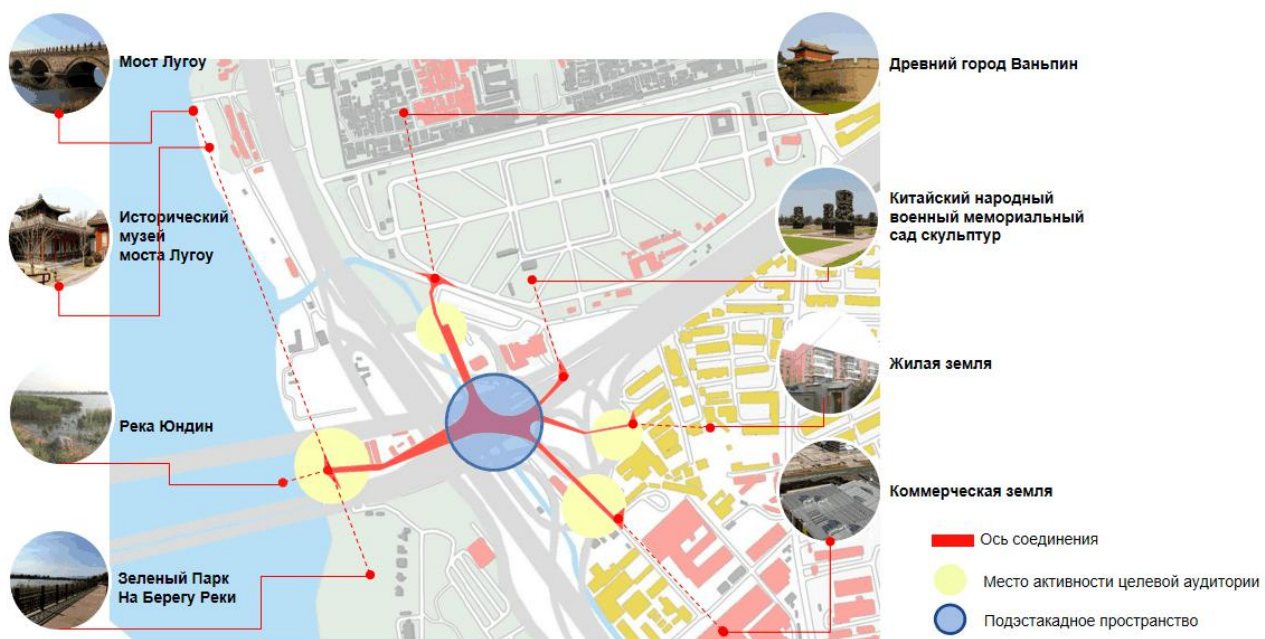 Мост Лугоу
Исторический
музей
моста Лугоу
Река Юндин
Зеленый Парк
На Берегу Реки
Древний город Ваньпин
Китайский народный
военный мемориальный
сад скульптур
Жилая земля
Коммерческая земля
Ось соединения
Место активности целевой аудитории
Подэстакадное пространство